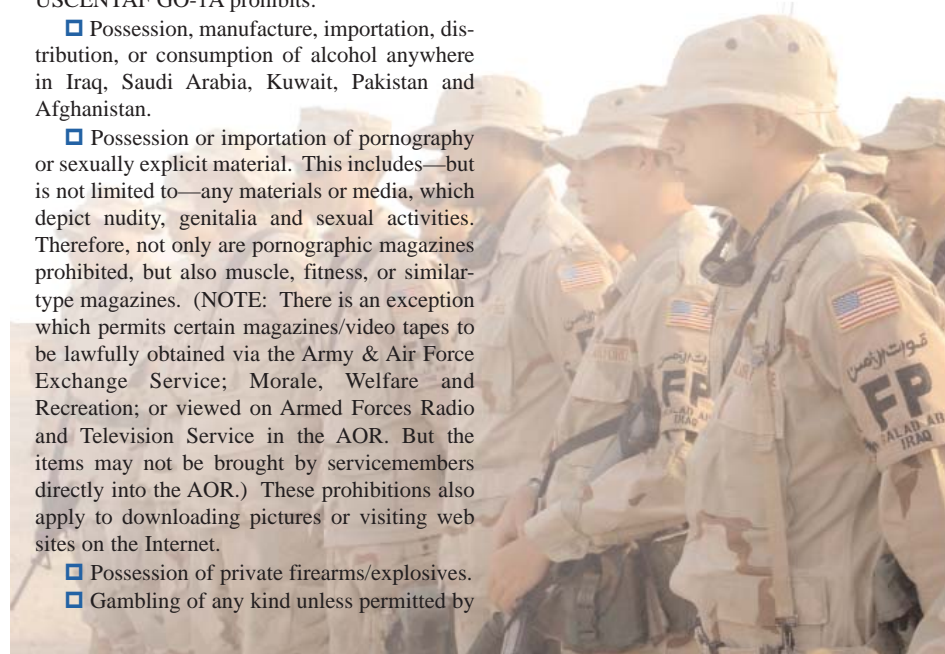 USCENTAF GO-1A prohibits:
Possession, manufacture, importation, dis-
tribution, or consumption of alcohol anywhere
in Iraq, Saudi Arabia, Kuwait, Pakistan and
Afghanistan.
Possession or importation of pornography
or sexually explicit material. This includes—but
is not limited to—any materials or media, which
depict nudity, genitalia and sexual activities.
Therefore, not only are pornographic magazines
prohibited, but also muscle, fitness, or similar-
type magazines. (NOTE: There is an exception
which permits certain magazines/video tapes to
be lawfully obtained via the Army & Air Force
Exchange Service; Morale, Welfare and
Recreation; or viewed on Armed Forces Radio
and Television Service in the AOR. But the
items may not be brought by servicemembers
directly into the AOR.) These prohibitions also
apply to downloading pictures or visiting web
sites on the Internet.
Possession of private firearms/explosives.
Gambling of any kind unless permitted by
FP
IRAQ
FP
BALAD AB
IRAQ